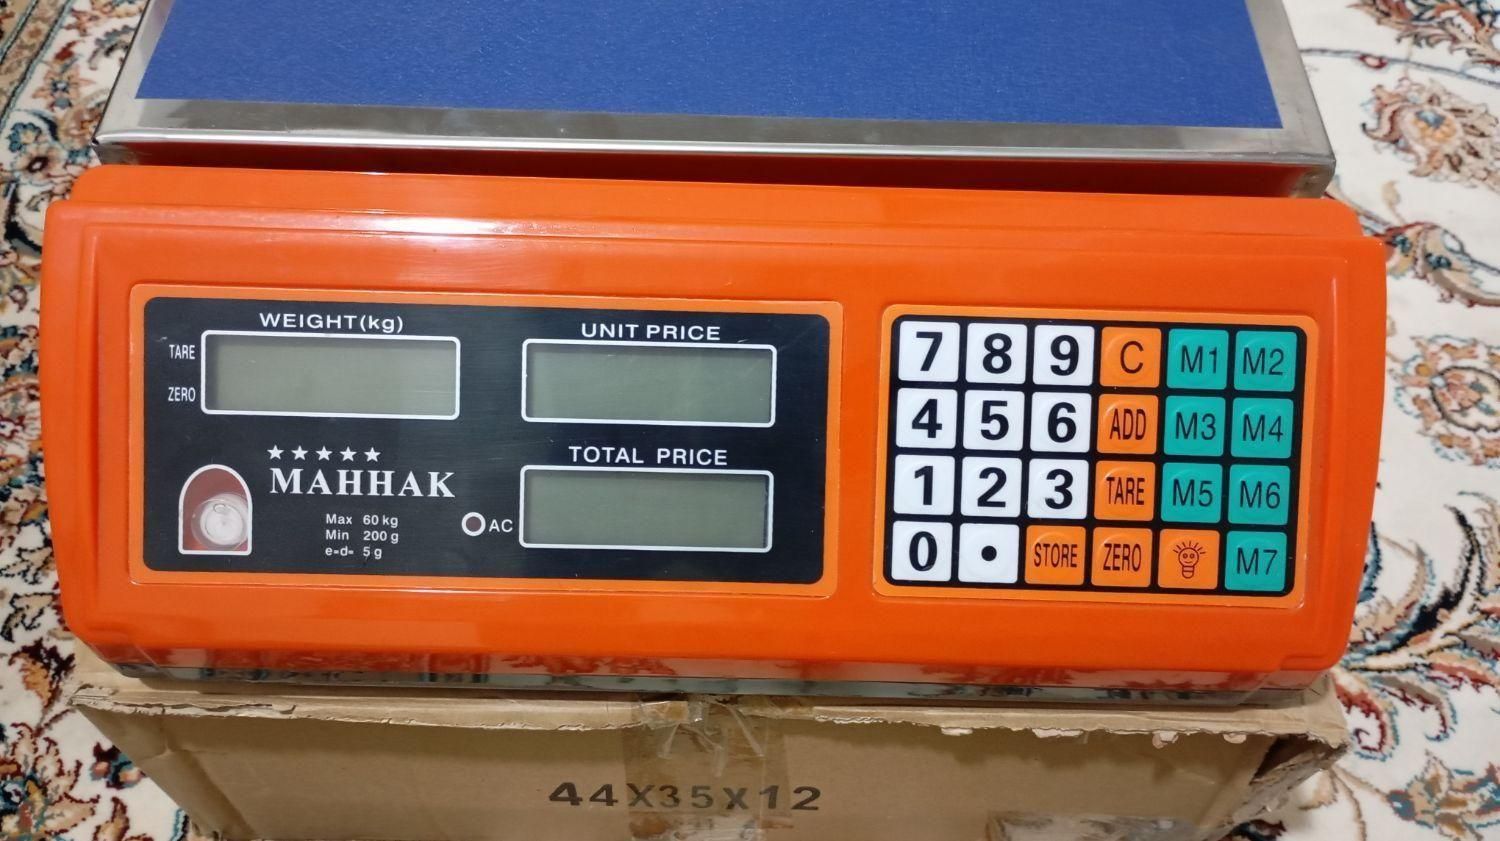 WEIGHT(kg)
TARE
ZERO
UNIT PRICE
TOTAL PRICE
MAHHAK
Max 60 kg
Min 200 g
e=d= 5 g
AC
7 8 9 C M1 M2
4 5 6 ADD M3 M4
1 2 3 TARE M5 M6
0 . STORE ZERO M7
44X35X12